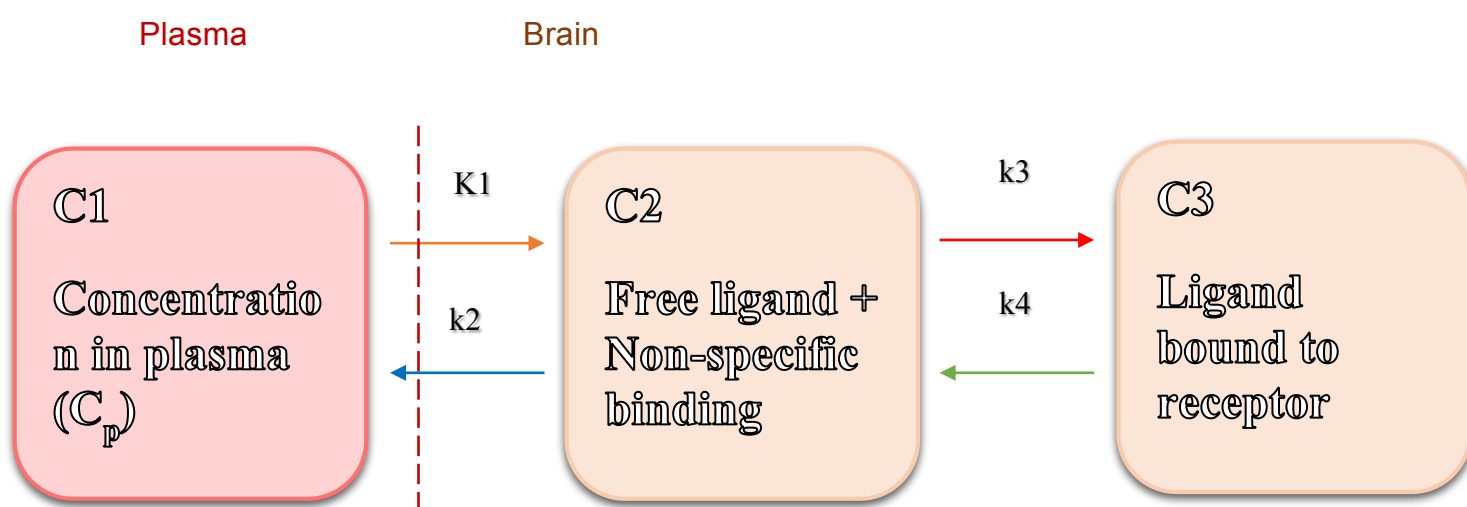 Plasma
Brain
C1
Concentratio
n in plasma
(Cp)
K1
k2
C2
Free ligand +
Non-specific
binding
k3
k4
C3
Ligand
bound to
receptor